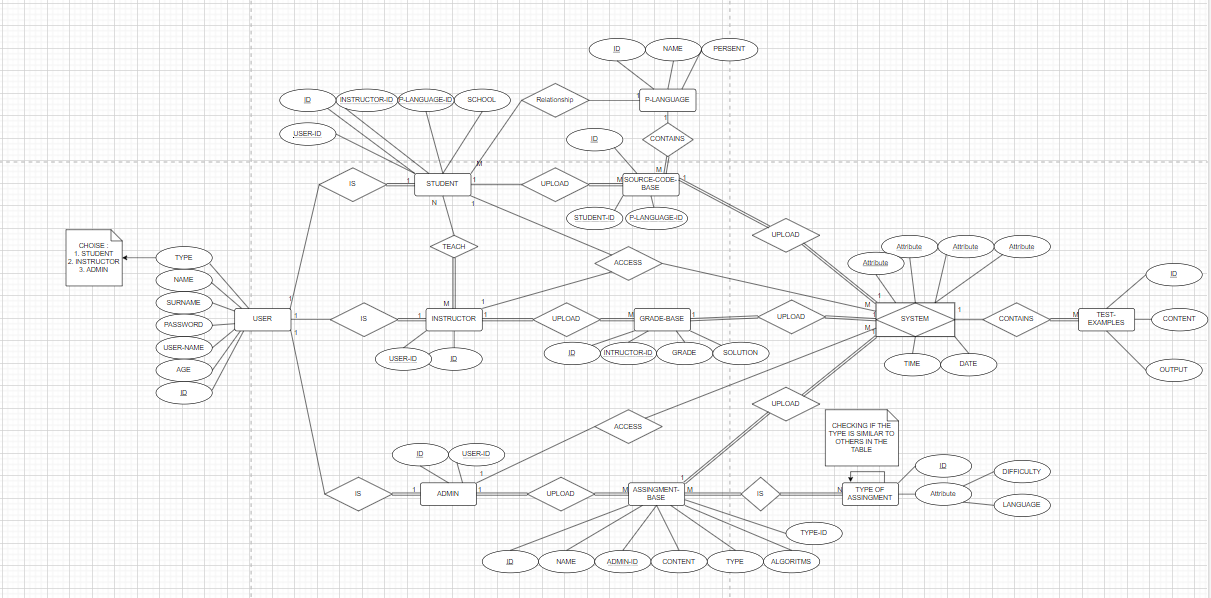 ID
NAME
PERSENT
ID
INSTRUCTOR-ID
P-LANGUAGE-ID
SCHOOL
Relationship
1
P-LANGUAGE
1
USER-ID
ID
CONTAINS
M
M
IS
1
STUDENT
1
UPLOAD
M
SOURCE-CODE-
BASE
1
N
1
STUDENT-ID
P-LANGUAGE-ID
UPLOAD
CHOISE :
1. STUDENT
2. INSTRUCTOR
3. ADMIN
TYPE
NAME
SURNAME
PASSWORD
USER-NAME
AGE
ID
TEACH
ACCESS
Attribute
Attribute
Attribute
Attribute
ID
1
M
1
1
M
USER
1
IS
1
INSTRUCTOR
1
UPLOAD
M
GRADE-BASE
1
UPLOAD
1
SYSTEM
1
CONTAINS
M
TEST-
EXAMPLES
CONTENT
1
M
1
USER-ID
ID
ID
INTRUCTOR-ID
GRADE
SOLUTION
TIME
DATE
OUTPUT
UPLOAD
ACCESS
CHECKING IF THE
TYPE IS SIMILAR TO
OTHERS IN THE
TABLE
ID
USER-ID
1
1
ID
DIFFICULTY
IS
1
ADMIN
1
UPLOAD
M
ASSINGMENT-
BASE
M
IS
N
TYPE OF
ASSINGMENT
Attribute
LANGUAGE
TYPE-ID
ID
NAME
ADMIN-ID
CONTENT
TYPE
ALGORITMS